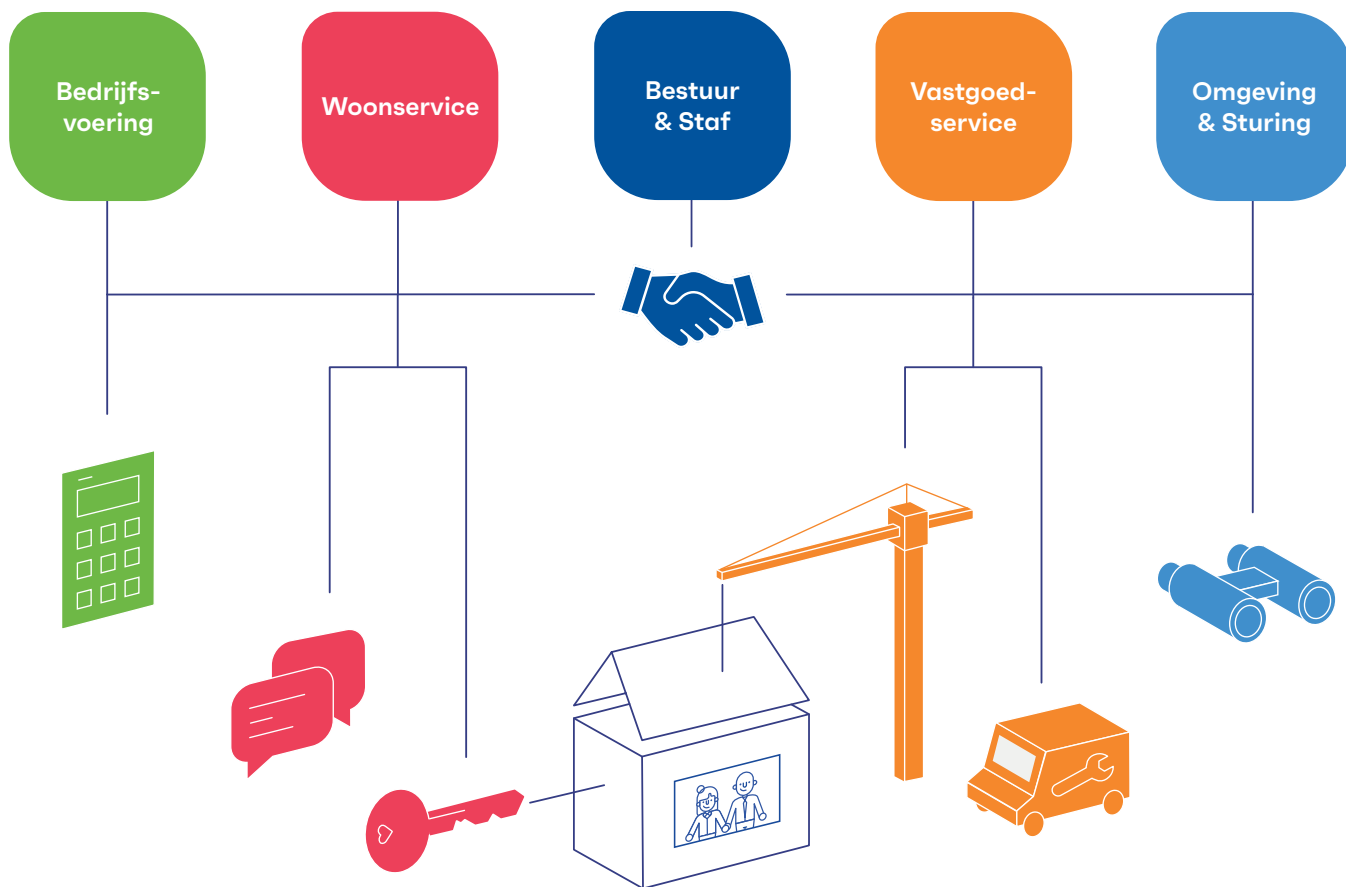 Bedrijfs-
voering
Woonservice
Bestuur
& Staf
Vastgoed-
service
Omgeving
& Sturing